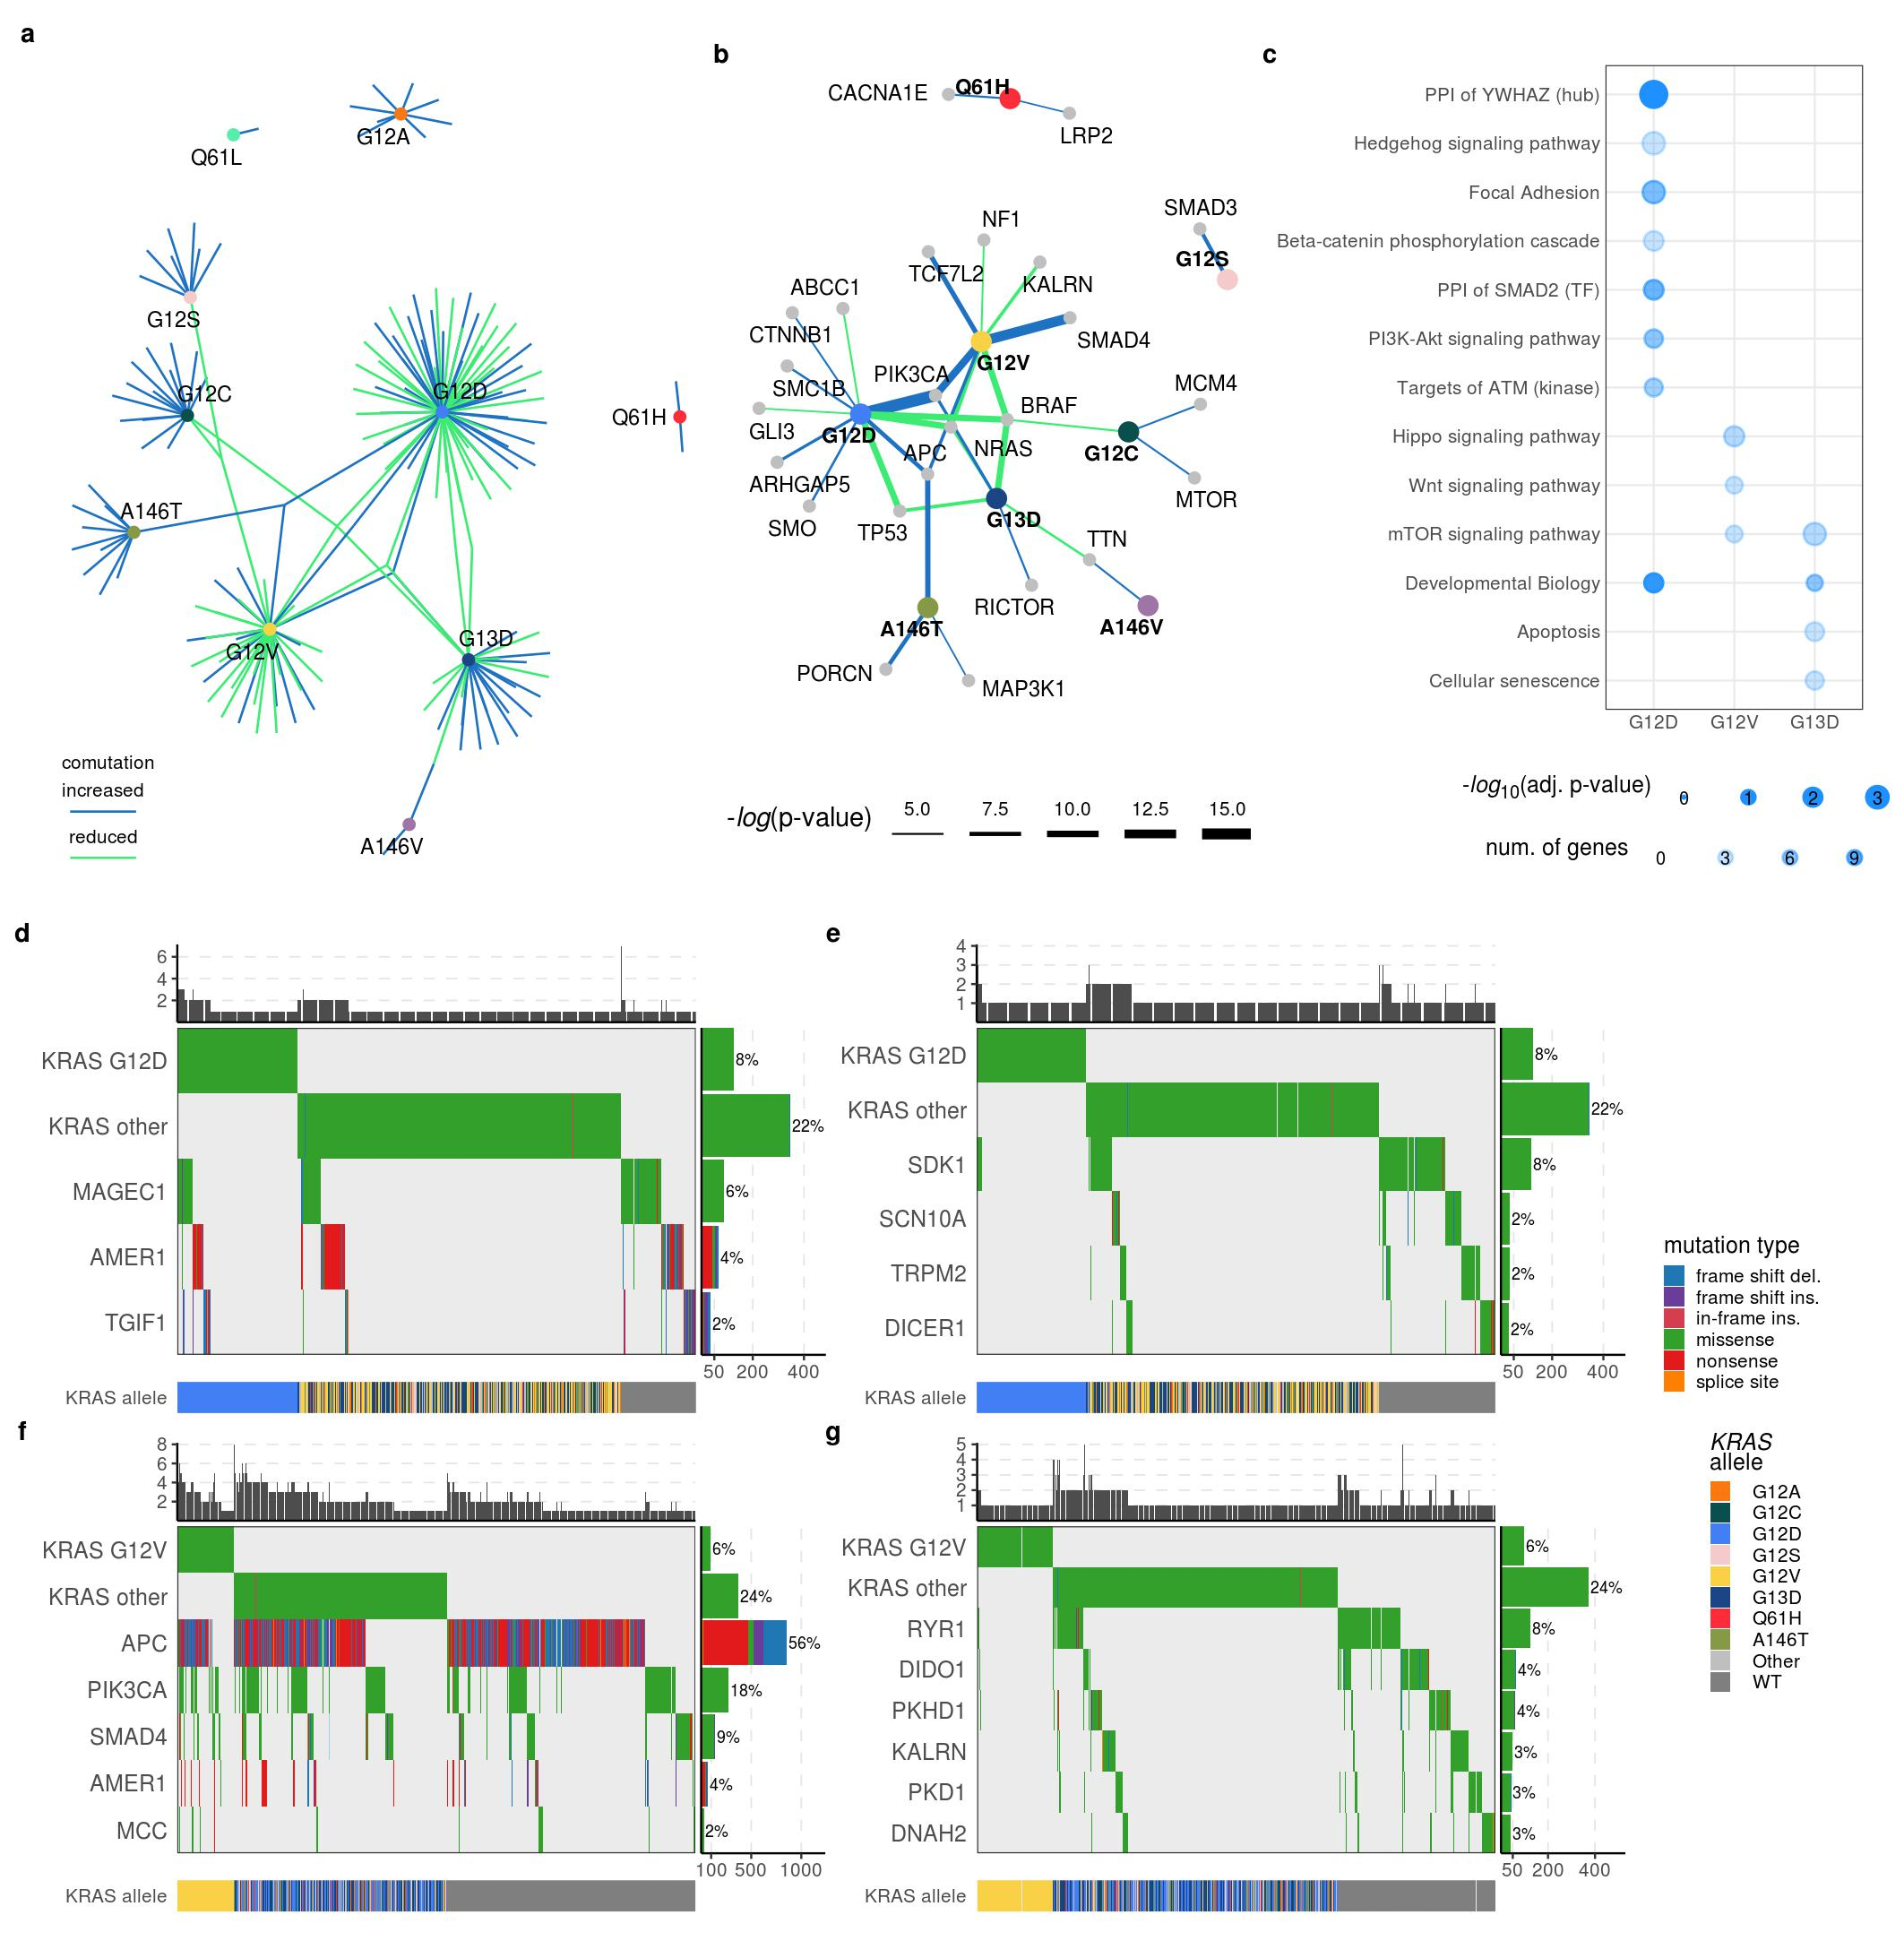 a
Q61L
G12A
G12S
G12C
G12D
Q61H
A146T
G12V
G13D
A146V
comutation
increased
reduced
b
CACNA1E
Q61H
LRP2
SMAD3
G12S
NF1
TCF7L2
KALRN
ABCC1
CTNNB1
SMAD4
G12V
PIK3CA
SMC1B
MCM4
BRAF
GLI3
G12D
APC
NRAS
G12C
ARHGAP5
MTOR
SMO
TP53
G13D
TTN
RICTOR
A146T
A146V
PORCN
MAP3K1
-log(p-value)
5.0 7.5 10.0 12.5 15.0
c
PPI of YWHAZ (hub)
Hedgehog signaling pathway
Focal Adhesion
Beta-catenin phosphorylation cascade
PPI of SMAD2 (TF)
PI3K-Akt signaling pathway
Targets of ATM (kinase)
Hippo signaling pathway
Wnt signaling pathway
mTOR signaling pathway
Developmental Biology
Apoptosis
Cellular senescence
G12D G12V G13D
-log10(adj. p-value) 0 1 2 3
num. of genes 0 3 6 9
d
6
4
2
KRAS G12D 8%
KRAS other 22%
MAGEC1 6%
AMER1 4%
TGIF1 2%
50 200 400
KRAS allele
e
4
3
2
1
KRAS G12D 8%
KRAS other 22%
SDK1 8%
SCN10A 2%
TRPM2 2%
DICER1 2%
50 200 400
KRAS allele
mutation type
frame shift del.
frame shift ins.
in-frame ins.
missense
nonsense
splice site
f
8
6
4
2
KRAS G12V 6%
KRAS other 24%
APC 56%
PIK3CA 18%
SMAD4 9%
AMER1 4%
MCC 2%
100 500 1000
KRAS allele
g
5
4
3
2
1
KRAS G12V 6%
KRAS other 24%
RYR1 8%
DIDO1 4%
PKHD1 4%
KALRN 3%
PKD1 3%
DNAH2 3%
50 200 400
KRAS allele
KRAS
allele
G12A
G12C
G12D
G12S
G12V
G13D
Q61H
A146T
Other
WT